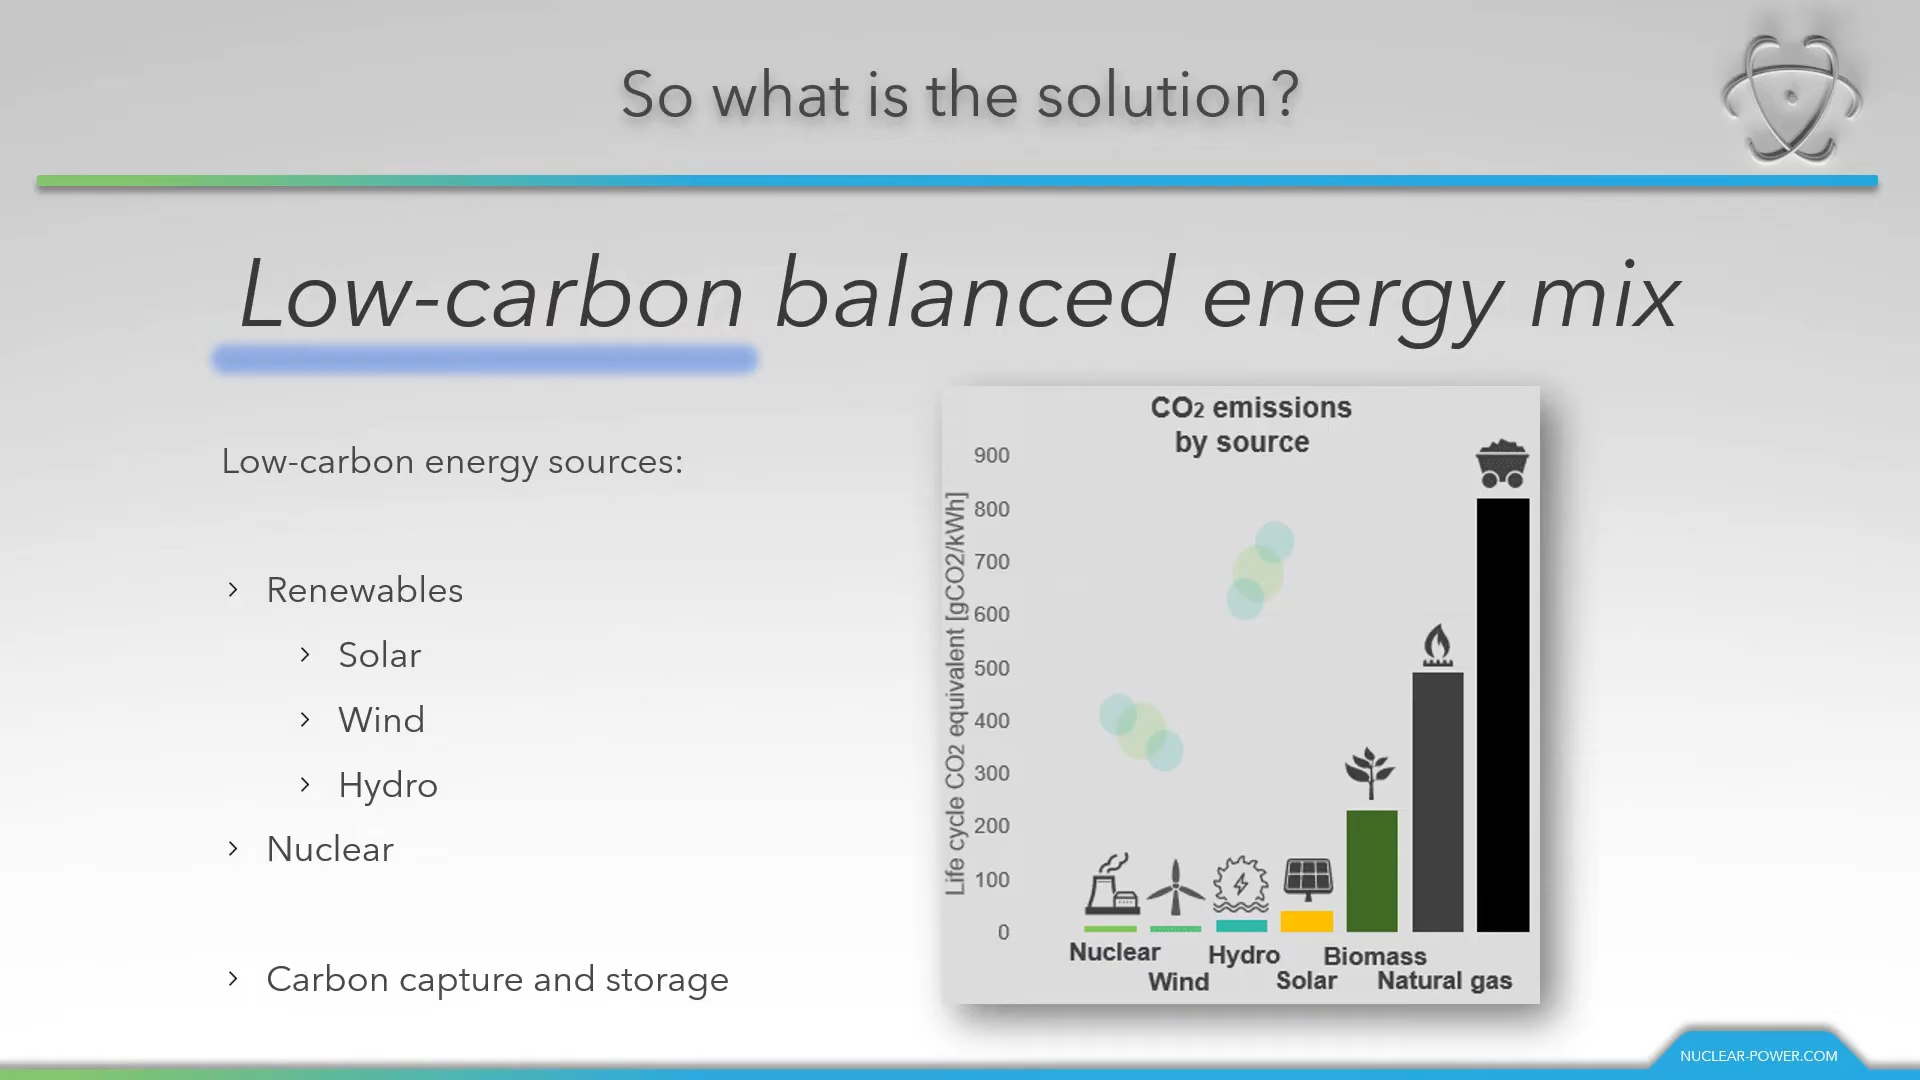 So what is the solution?
Low-carbon balanced energy mix
Low-carbon energy sources:
Renewables
Solar
Wind
Hydro
Nuclear
Carbon capture and storage
CO2 emissions
by source
Life cycle CO2 equivalent [gCO2/kWh]
900
800
700
600
500
400
300
200
100
0
Nuclear
Wind
Hydro
Solar
Biomass
Natural gas
NUCLEAR-POWER.COM